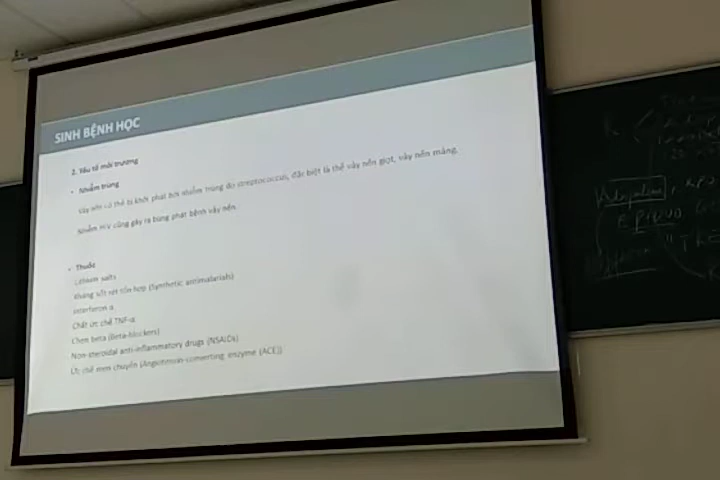 SINH BỆNH HỌC
2. Yếu tố môi trường
• Nhiễm trùng
Vảy nến có thể bị khởi phát bởi nhiễm trùng do streptococcus, đặc biệt là thể vảy nến giọt, vảy nến mảng.
Nhiễm HIV cũng gây ra bùng phát bệnh vảy nến.
• Thuốc
Lithium salts
Kháng sốt rét tổng hợp (Synthetic antimalarials)
Interferon α
Chất ức chế TNF-α
Chẹn beta (Beta-blockers)
Non-steroidal anti-inflammatory drugs (NSAIDs)
Ức chế men chuyển (Angiotensin-converting enzyme (ACE))